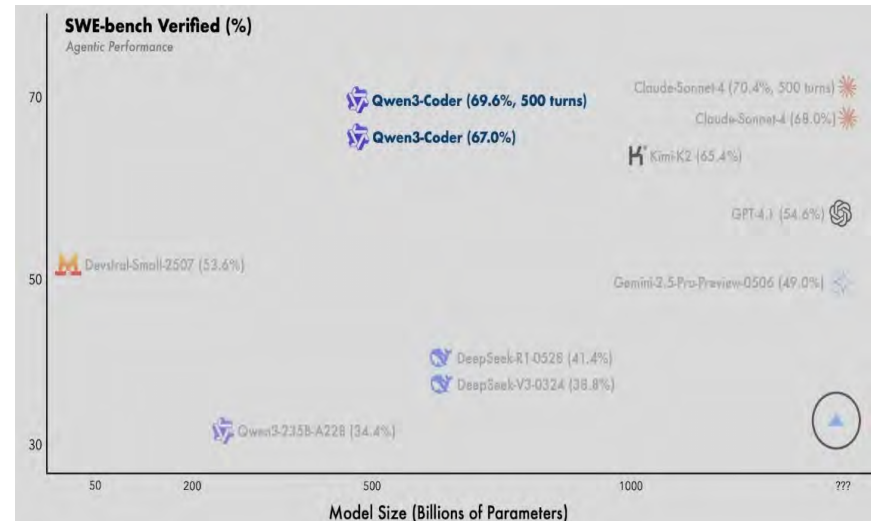 SWE-bench Verified (%)
Agentic Performance
70
Qwen3-Coder (69.6%, 500 turns)
Claude-Sonnet-4 (70.4%, 500 turns)
Claude-Sonnet-4 (68.0%)
Qwen3-Coder (67.0%)
Kimi-K2 (65.4%)
GPT-4.1 (54.6%)
Devstral-Small-2507 (53.6%)
50
Gemini-2.5-Pro-Preview-0506 (49.0%)
DeepSeek-R1-0528 (41.4%)
DeepSeek-V3-0324 (38.8%)
Qwen3-235B-A22B (34.4%)
30
50 200 500 1000 ???
Model Size (Billions of Parameters)